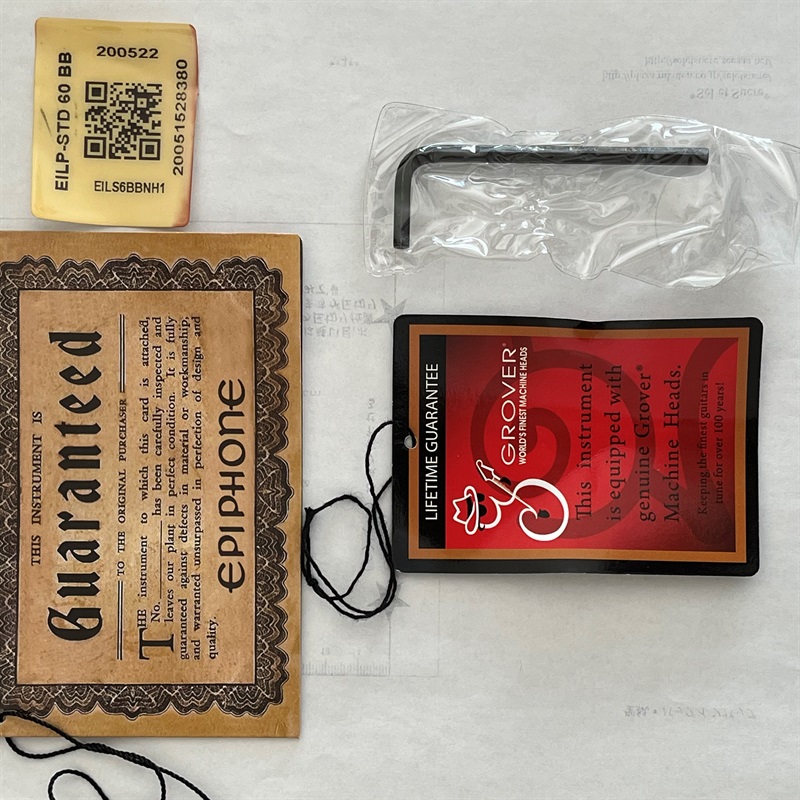 EILP-STD 60 BB
200522
20051528380
EILS6BBNH1
THIS INSTRUMENT IS
Guaranteed
TO THE ORIGINAL PURCHASER
THE instrument to which this card is attached,
No. has been carefully inspected and
leaves our plant in perfect condition. It is fully
guaranteed against defects in material or workmanship,
and warranted unsurpassed in perfection of design and
quality.
EPIPHONE
LIFETIME GUARANTEE
GROVER®
WORLD'S FINEST MACHINE HEADS
This instrument
is equipped with
genuine Grover®
Machine Heads.
Keeping the finest guitars in
tune for over 100 years!
"Sel et Sucre"